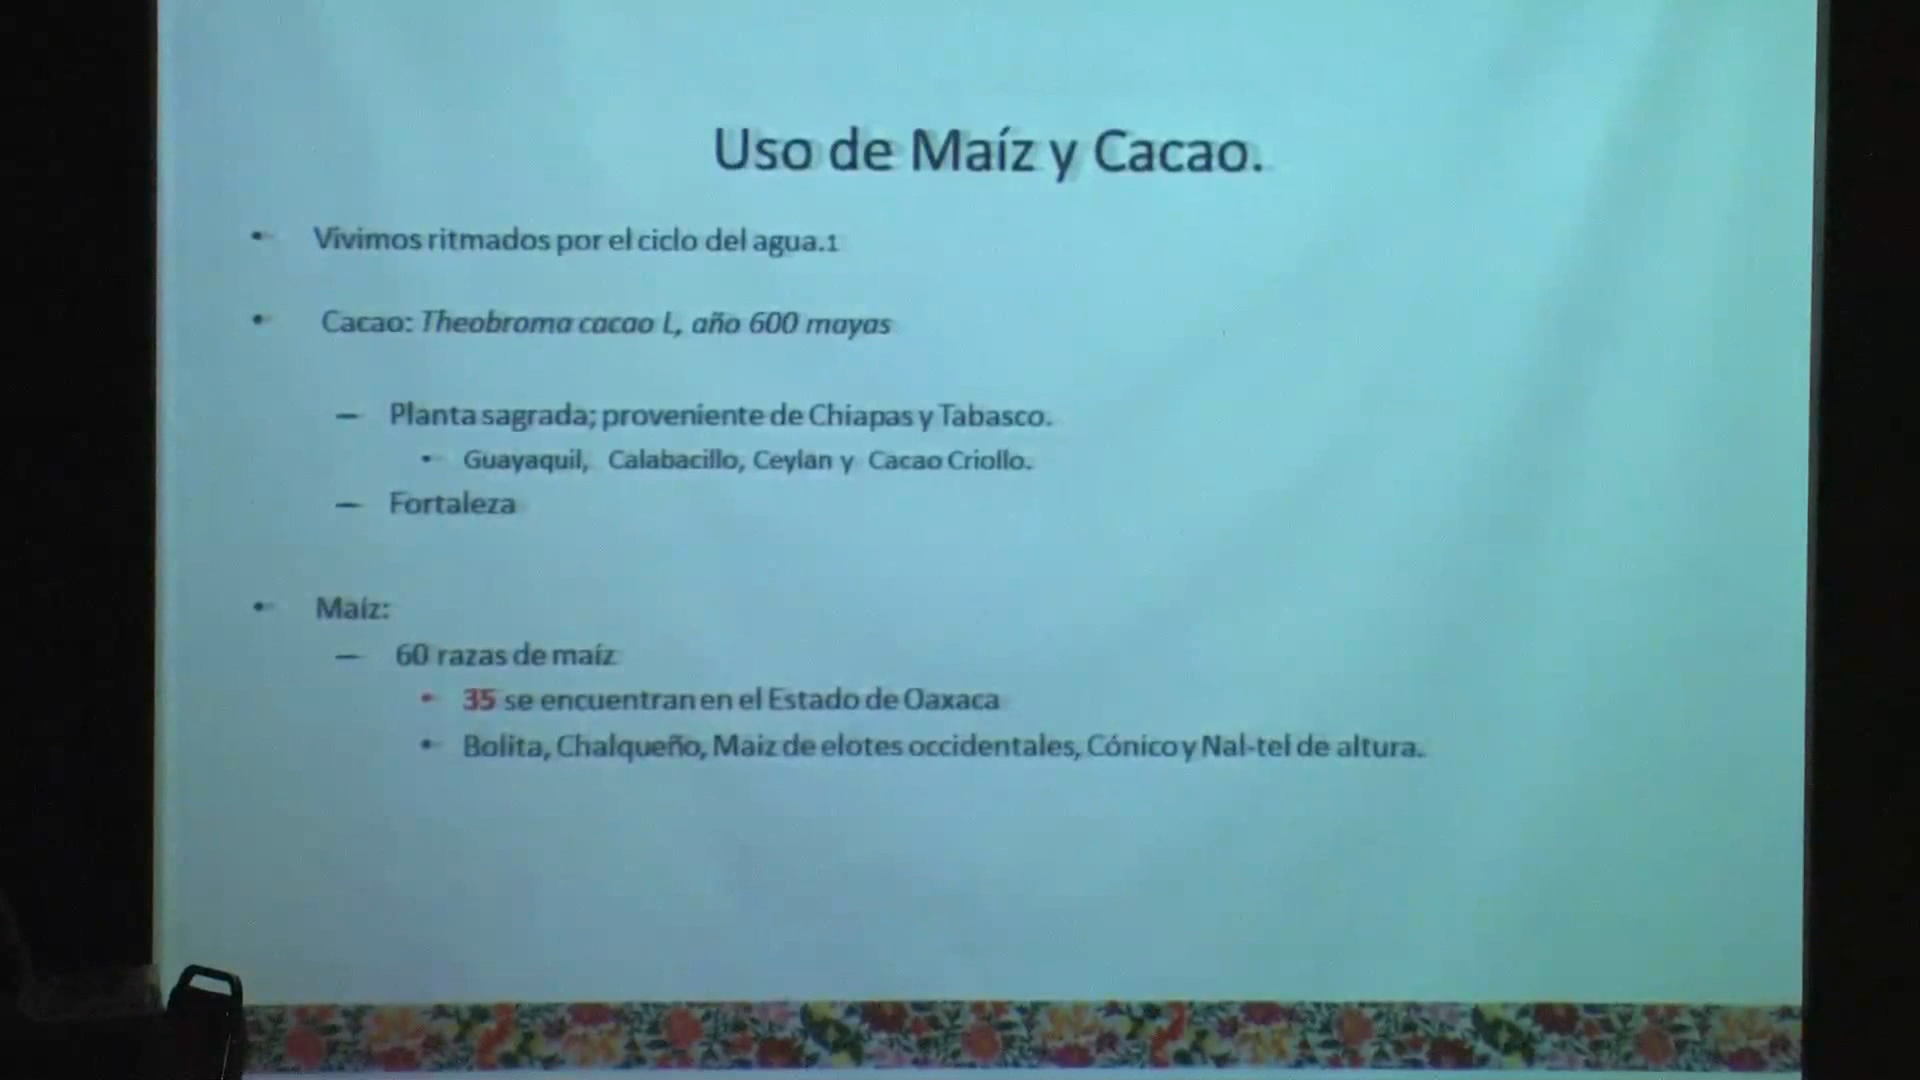 Uso de Maíz y Cacao.
• Vivimos ritmados por el ciclo del agua.1
• Cacao: Theobroma cacao L, año 600 mayas
– Planta sagrada; proveniente de Chiapas y Tabasco.
• Guayaquil, Calabacillo, Ceylan y Cacao Criollo.
– Fortaleza
• Maíz:
– 60 razas de maíz
• 35 se encuentran en el Estado de Oaxaca
• Bolita, Chalqueño, Maiz de elotes occidentales, Cónico y Nal-tel de altura.